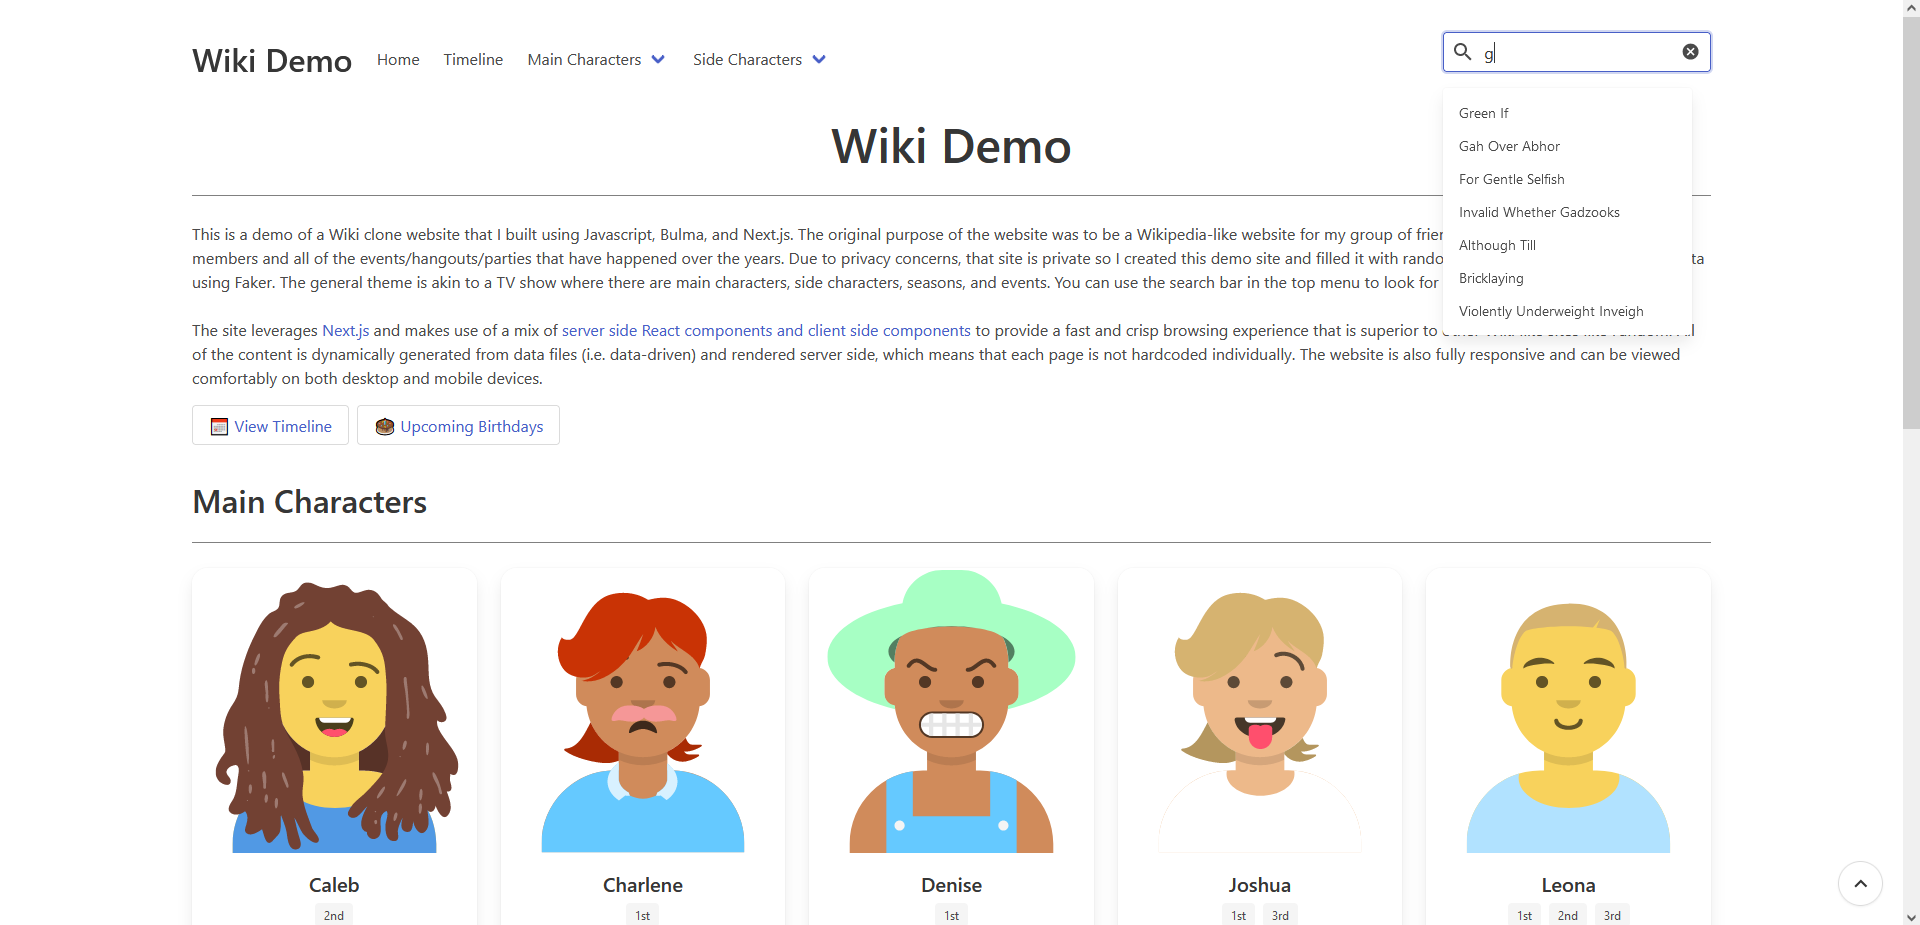 Wiki Demo
Home
Timeline
Main Characters
Side Characters
g
Green If
Gah Over Abhor
For Gentle Selfish
Invalid Whether Gadzooks
Although Till
Bricklaying
Violently Underweight Inveigh
Wiki Demo
This is a demo of a Wiki clone website that I built using Javascript, Bulma, and Next.js. The original purpose of the website was to be a Wikipedia-like website for my group of
members and all of the events/hangouts/parties that have happened over the years. Due to privacy concerns, that site is private so I created this demo site and filled it with
using Faker. The general theme is akin to a TV show where there are main characters, side characters, seasons, and events. You can use the search bar in the top menu to look for
The site leverages Next.js and makes use of a mix of server side React components and client side components to provide a fast and crisp browsing experience that is superior to
of the content is dynamically generated from data files (i.e. data-driven) and rendered server side, which means that each page is not hardcoded individually. The website is also fully responsive and can be viewed
comfortably on both desktop and mobile devices.
View Timeline
Upcoming Birthdays
Main Characters
Caleb
2nd
Charlene
1st
Denise
1st
Joshua
1st 3rd
Leona
1st 2nd 3rd